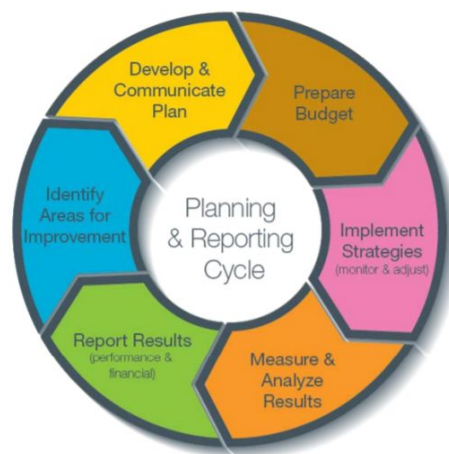 Develop &
Communicate
Plan
Prepare
Budget
Implement
Strategies
(monitor & adjust)
Measure &
Analyze
Results
Report Results
(performance &
financial)
Identify
Areas for
Improvement
Planning
& Reporting
Cycle